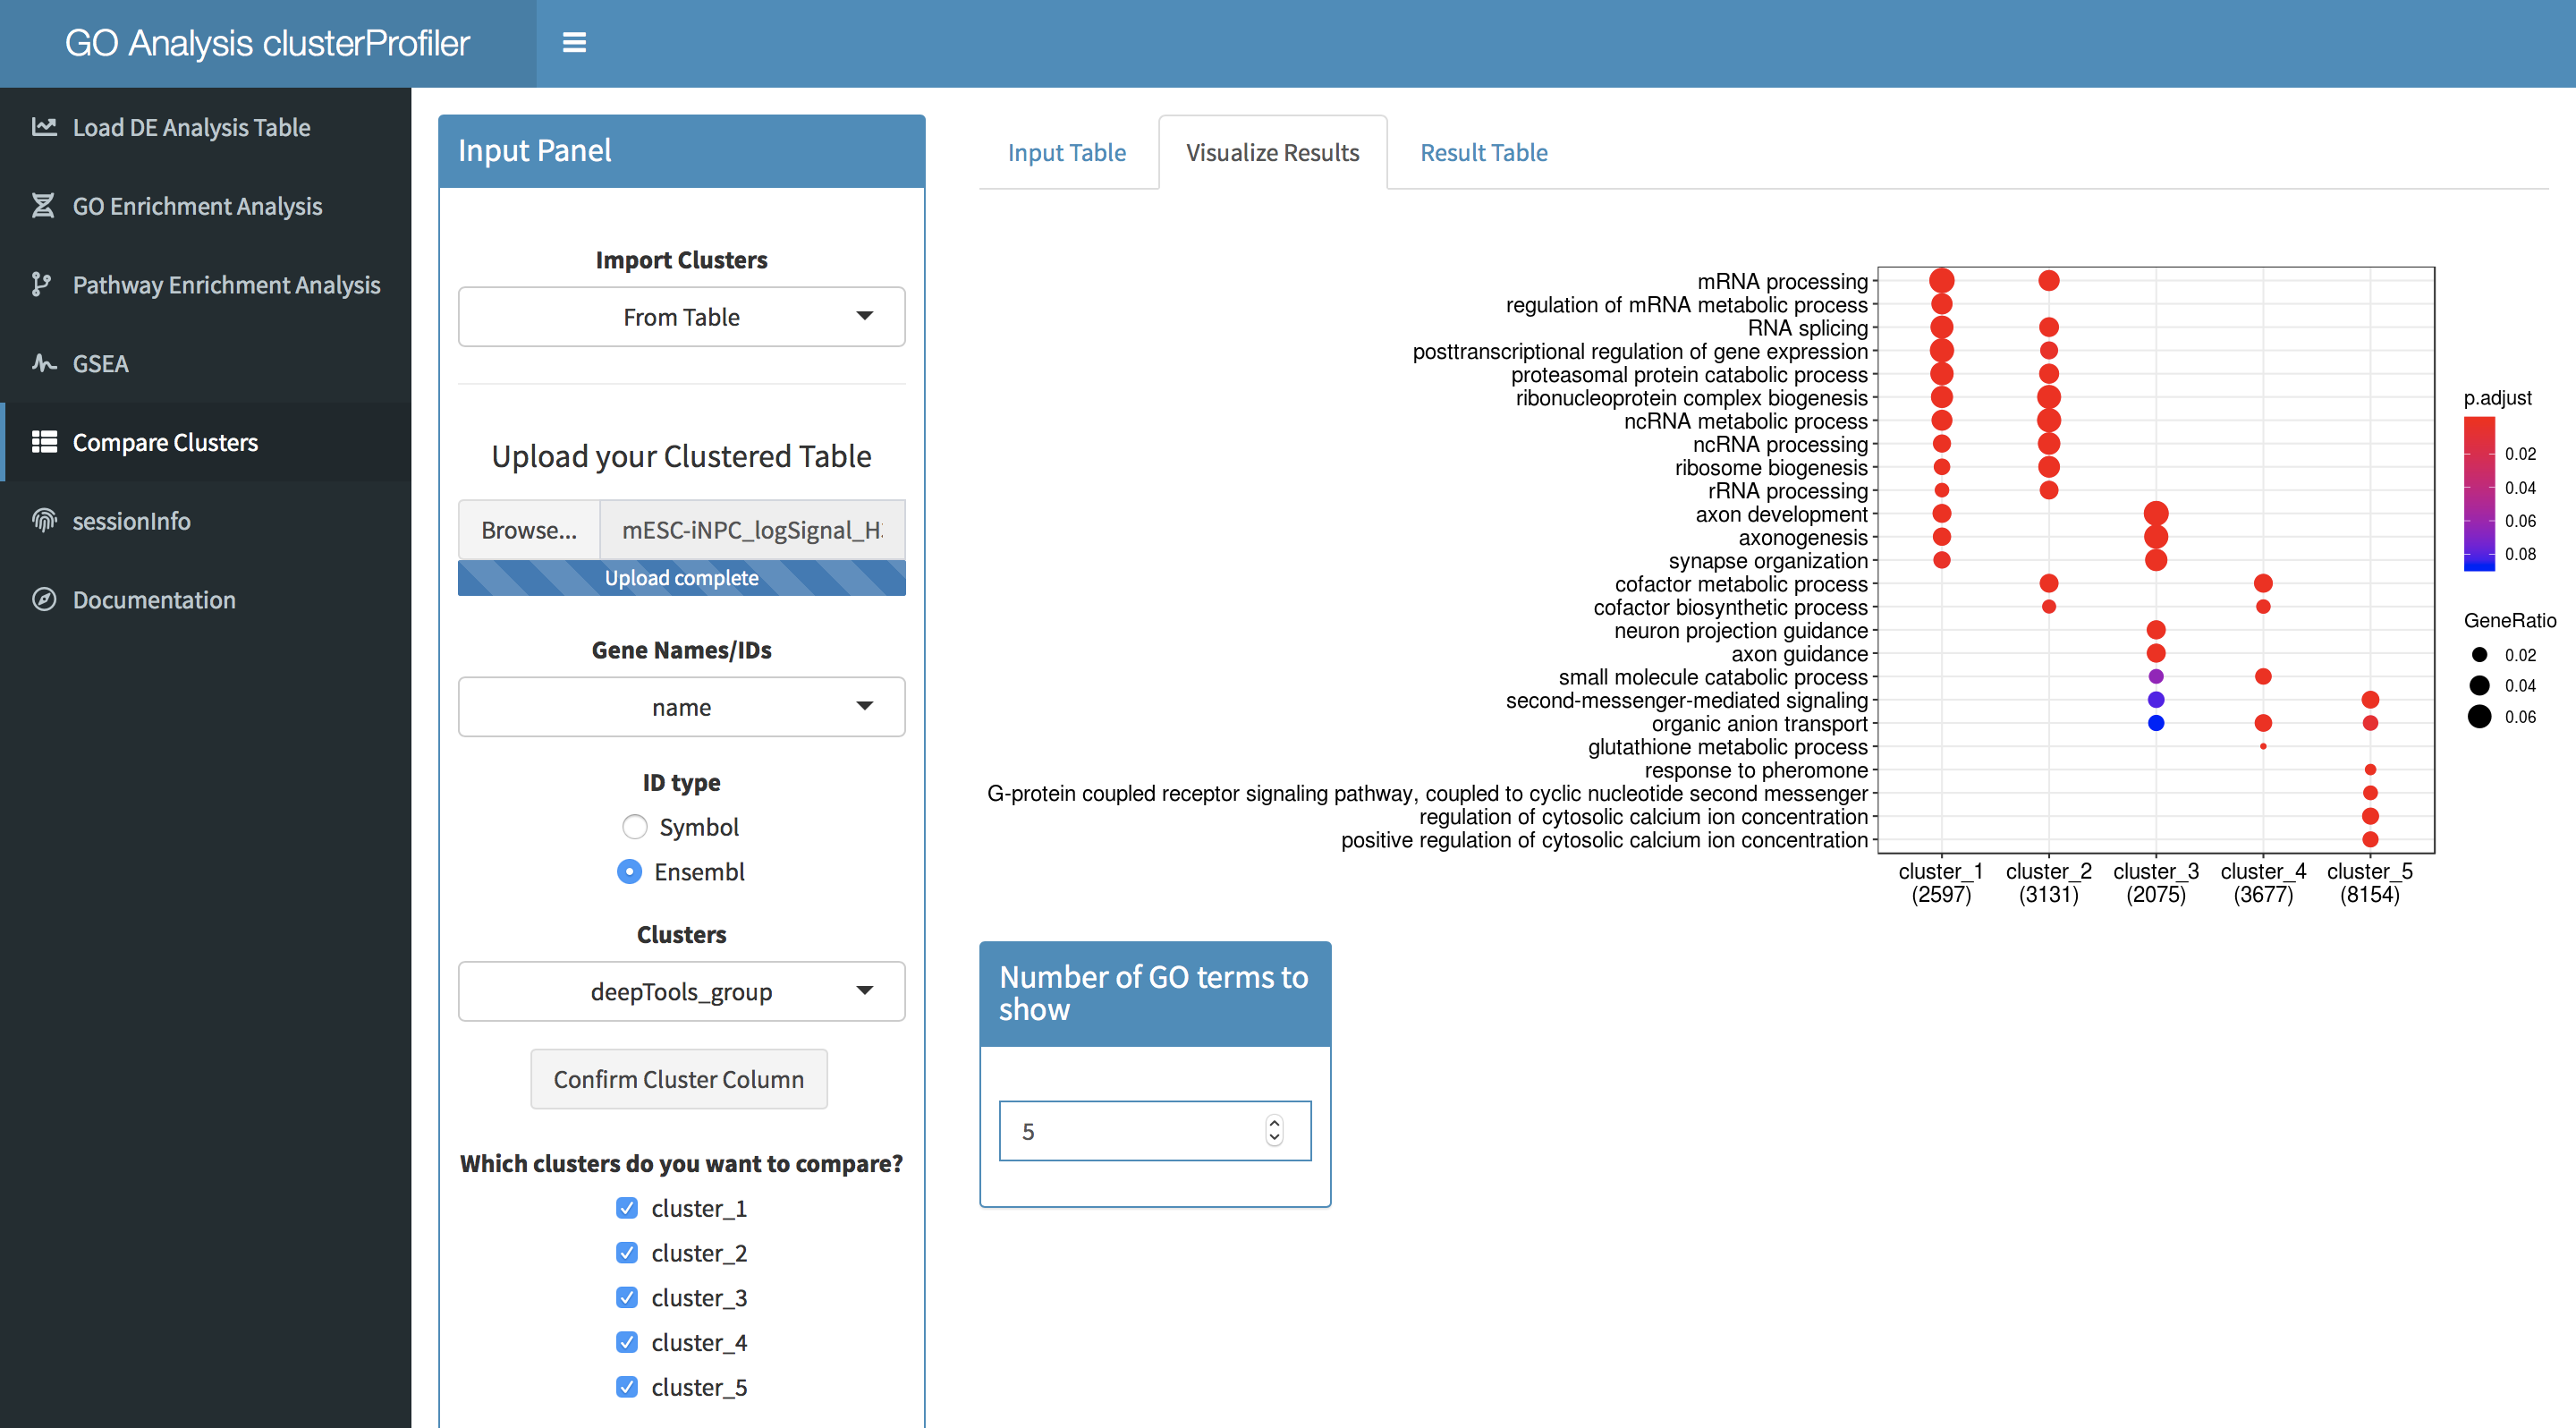 GO Analysis clusterProfiler
Load DE Analysis Table
GO Enrichment Analysis
Pathway Enrichment Analysis
GSEA
Compare Clusters
sessionInfo
Documentation
Input Panel
Import Clusters
From Table
Upload your Clustered Table
Browse...
mESC-iNPC_logSignal_H
Upload complete
Gene Names/IDs
name
ID type
Symbol
Ensembl
Clusters
deepTools_group
Confirm Cluster Column
Which clusters do you want to compare?
cluster_1
cluster_2
cluster_3
cluster_4
cluster_5
Input Table
Visualize Results
Result Table
mRNA processing
regulation of mRNA metabolic process
RNA splicing
posttranscriptional regulation of gene expression
proteasomal protein catabolic process
ribonucleoprotein complex biogenesis
ncRNA metabolic process
ncRNA processing
ribosome biogenesis
rRNA processing
axon development
axonogenesis
synapse organization
cofactor metabolic process
cofactor biosynthetic process
neuron projection guidance
axon guidance
small molecule catabolic process
second-messenger-mediated signaling
organic anion transport
glutathione metabolic process
response to pheromone
G-protein coupled receptor signaling pathway, coupled to cyclic nucleotide second messenger
regulation of cytosolic calcium ion concentration
positive regulation of cytosolic calcium ion concentration
cluster_1 cluster_2 cluster_3 cluster_4 cluster_5
(2597) (3131) (2075) (3677) (8154)
p.adjust
0.02
0.04
0.06
0.08
GeneRatio
0.02
0.04
0.06
Number of GO terms to
show
5